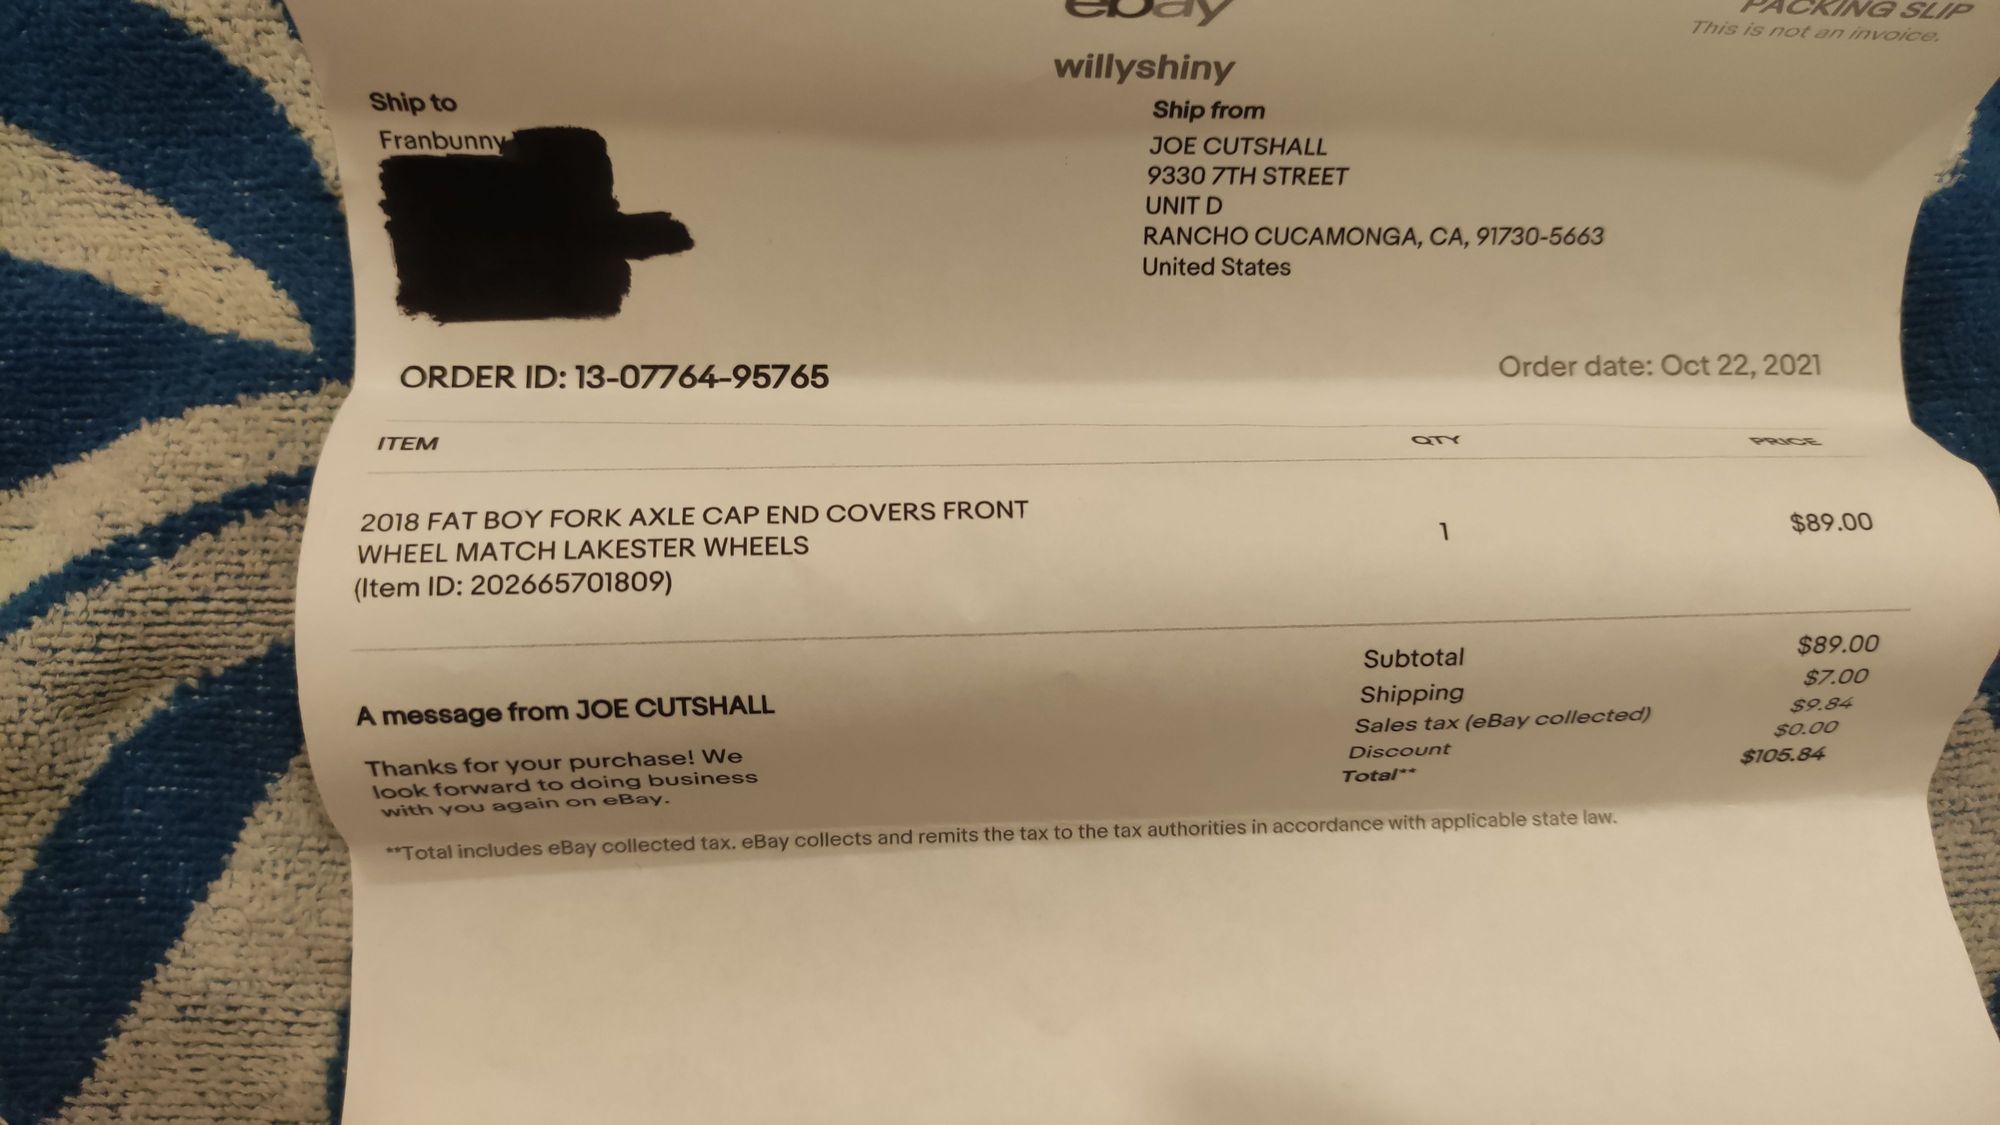 ebay
PACKING SLIP
This is not an invoice.
willyshiny
Ship to
Franbunny
Ship from
JOE CUTSHALL
9330 7TH STREET
UNIT D
RANCHO CUCAMONGA, CA, 91730-5663
United States
ORDER ID: 13-07764-95765
Order date: Oct 22, 2021
ITEM QTY PRICE
2018 FAT BOY FORK AXLE CAP END COVERS FRONT
WHEEL MATCH LAKESTER WHEELS
(Item ID: 202665701809)
1 $89.00
Subtotal $89.00
Shipping $7.00
Sales tax (eBay collected) $9.84
Discount $0.00
Total** $105.84
A message from JOE CUTSHALL
Thanks for your purchase! We
look forward to doing business
with you again on eBay.
**Total includes eBay collected tax. eBay collects and remits the tax to the tax authorities in accordance with applicable state law.